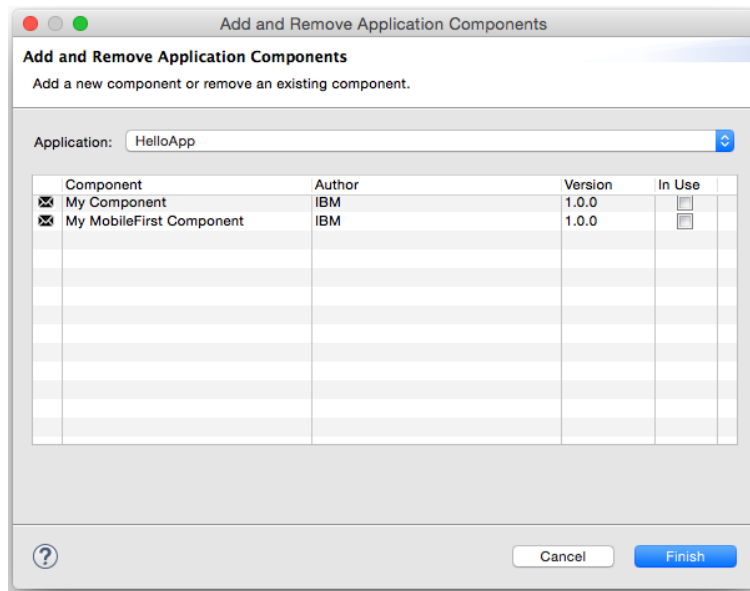 Add and Remove Application Components
Add and Remove Application Components
Add a new component or remove an existing component.
Application: HelloApp
Component Author Version In Use
My Component IBM 1.0.0
My MobileFirst Component IBM 1.0.0
?
Cancel Finish